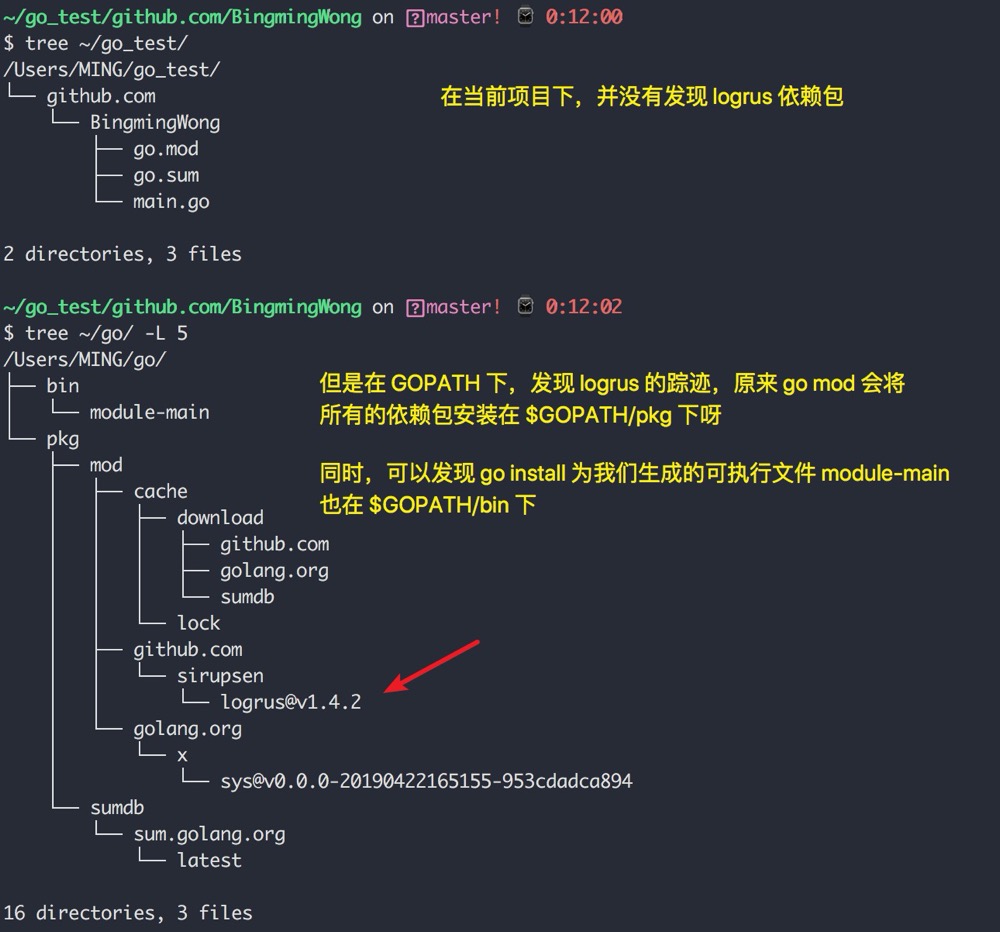 ~/go_test/github.com/BingmingWong on master! 0:12:00
$ tree ~/go_test/
/Users/MING/go_test/
└── github.com
    └── BingmingWong
        ├── go.mod
        ├── go.sum
        └── main.go
在当前项目下，并没有发现 logrus 依赖包
2 directories, 3 files
~/go_test/github.com/BingmingWong on master! 0:12:02
$ tree ~/go/ -L 5
/Users/MING/go/
├── bin
│   └── module-main
└── pkg
    ├── mod
    │   ├── cache
    │   │   ├── download
    │   │   │   ├── github.com
    │   │   │   ├── golang.org
    │   │   │   └── sumdb
    │   │   └── lock
    │   ├── github.com
    │   │   └── sirupsen
    │   │       └── logrus@v1.4.2
    │   └── golang.org
    │       └── x
    │           └── sys@v0.0.0-20190422165155-953cdadca894
    └── sumdb
        └── sum.golang.org
            └── latest
但是在 GOPATH 下，发现 logrus 的踪迹，原来 go mod 会将
所有的依赖包安装在 $GOPATH/pkg 下呀
同时，可以发现 go install 为我们生成的可执行文件 module-main
也在 $GOPATH/bin 下
16 directories, 3 files